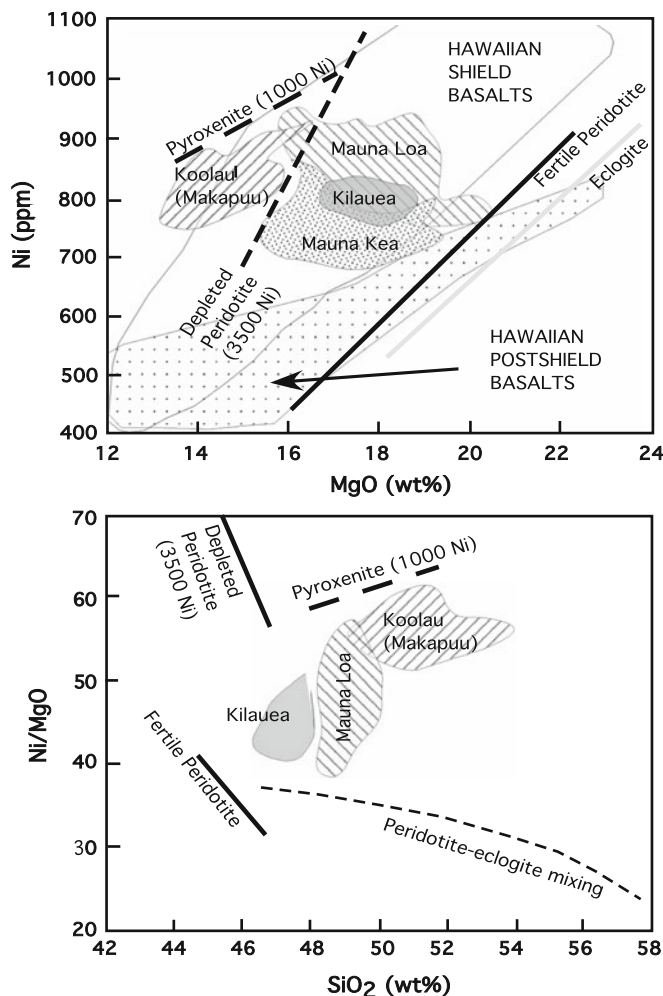 1100
1000
900
800
700
600
500
400
Ni (ppm)
HAWAIIAN
SHIELD
BASALTS
Pyroxenite (1000 Ni)
Koolau
(Makapuu)
Mauna Loa
Kilauea
Mauna Kea
Fertile Peridotite
Eclogite
Depleted
Peridotite
(3500 Ni)
HAWAIIAN
POSTSHIELD
BASALTS
12 14 16 18 20 22 24
MgO (wt%)
70
60
50
40
30
20
Ni/MgO
Depleted
Peridotite
(3500 Ni)
Pyroxenite (1000 Ni)
Koolau
(Makapuu)
Mauna Loa
Kilauea
Fertile Peridotite
Peridotite-eclogite mixing
42 44 46 48 50 52 54 56 58
SiO₂ (wt%)